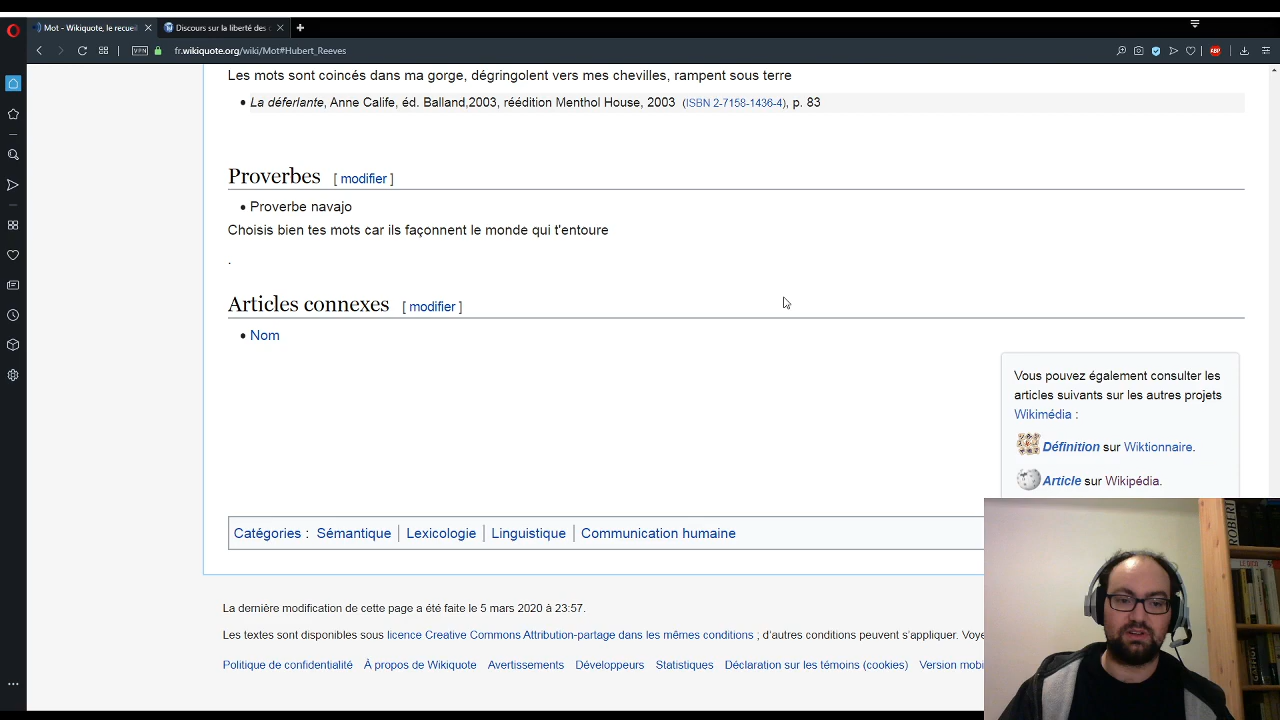 Mot - Wikiquote, le recuei
Discours sur la liberté des
VPN
fr.wikiquote.org/wiki/Mot#Hubert_Reeves
ABP
Les mots sont coincés dans ma gorge, dégringolent vers mes chevilles, rampent sous terre
• La déferlante, Anne Calife, éd. Balland,2003, réédition Menthol House, 2003 (ISBN 2-7158-1436-4), p. 83
Proverbes [ modifier ]
• Proverbe navajo
Choisis bien tes mots car ils façonnent le monde qui t'entoure
.
Articles connexes [ modifier ]
• Nom
Vous pouvez également consulter les
articles suivants sur les autres projets
Wikimédia :
Définition sur Wiktionnaire.
Article sur Wikipédia.
Catégories : Sémantique | Lexicologie | Linguistique | Communication humaine
La dernière modification de cette page a été faite le 5 mars 2020 à 23:57.
Les textes sont disponibles sous licence Creative Commons Attribution-partage dans les mêmes conditions ; d’autres conditions peuvent s’appliquer. Voye
Politique de confidentialité À propos de Wikiquote Avertissements Développeurs Statistiques Déclaration sur les témoins (cookies) Version mobi
ROBERT